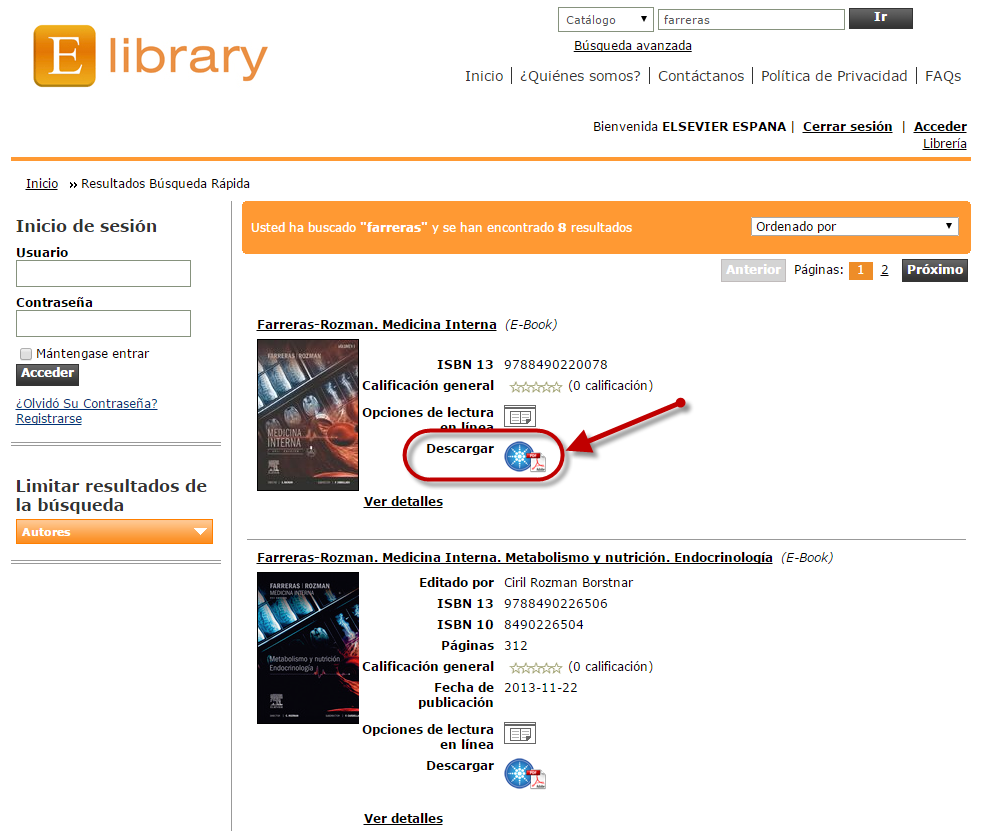 Catálogo
farreras
Ir
Búsqueda avanzada
E library
Inicio | ¿Quiénes somos? | Contáctanos | Política de Privacidad | FAQs
Bienvenida ELSEVIER ESPANA | Cerrar sesión | Acceder
Librería
Inicio » Resultados Búsqueda Rápida
Inicio de sesión
Usuario
Contraseña
Mántengase entrar
Acceder
¿Olvidó Su Contraseña?
Registrarse
Limitar resultados de
la búsqueda
Autores
Usted ha buscado "farreras" y se han encontrado 8 resultados
Ordenado por
Anterior Páginas: 1 2 Próximo
Farreras-Rozman. Medicina Interna (E-Book)
FARRERAS | ROZMAN
MEDICINA
INTERNA
ISBN 13 9788490220078
Calificación general (0 calificación)
Opciones de lectura
en línea
Descargar
PDF
Ver detalles
Farreras-Rozman. Medicina Interna. Metabolismo y nutrición. Endocrinología (E-Book)
FARRERAS | ROZMAN
MEDICINA INTERNA
Metabolismo y nutrición
Endocrinología
Editado por Ciril Rozman Borstnar
ISBN 13 9788490226506
ISBN 10 8490226504
Páginas 312
Calificación general (0 calificación)
Fecha de 2013-11-22
publicación
Opciones de lectura
en línea
Descargar
PDF
Ver detalles